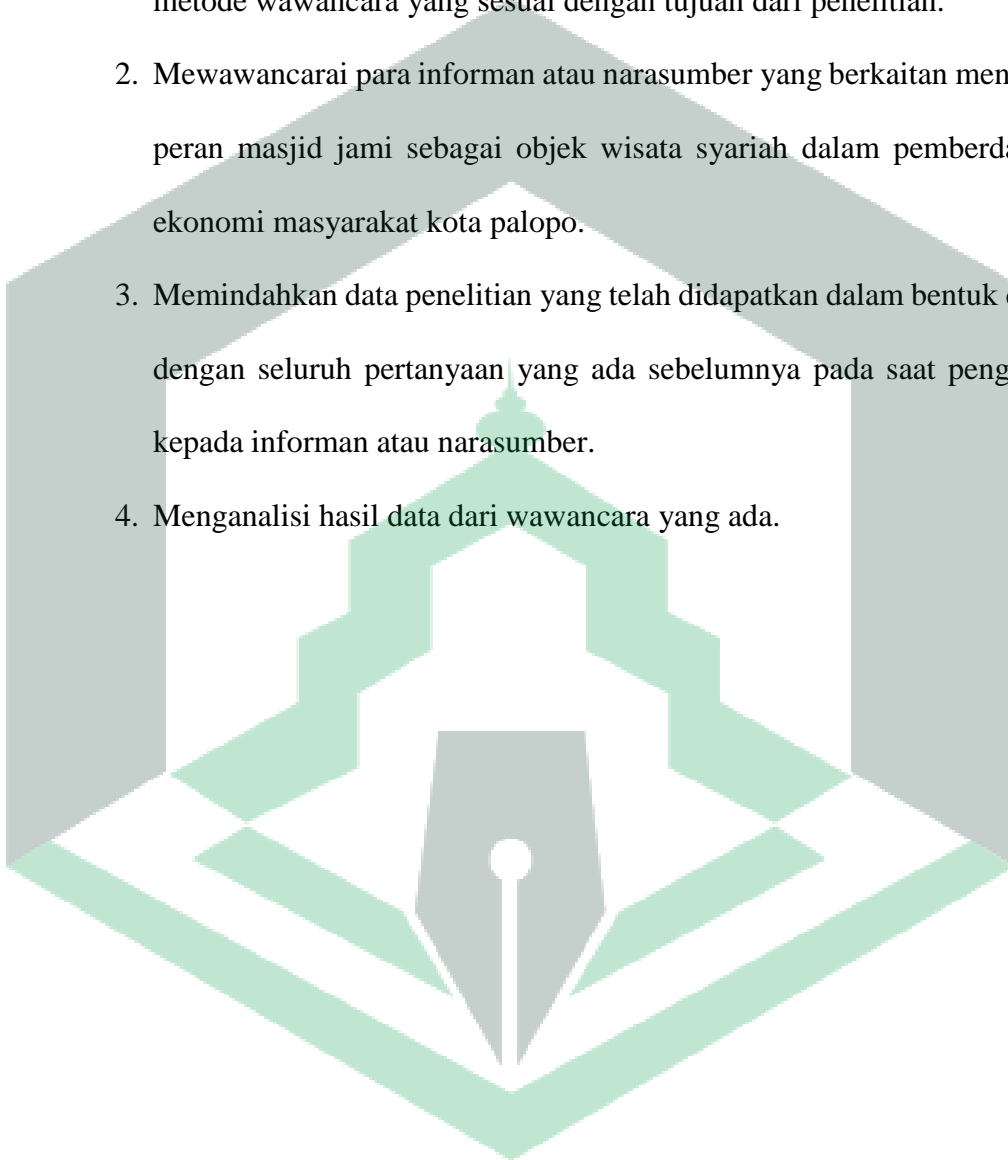 metode wawancara yang sesuai dengan tujuan dari penelitian.
2. Mewawancarai para informan atau narasumber yang berkaitan
peran masjid jami sebagai objek wisata syariah dalam
ekonomi masyarakat kota palopo.
3. Memindahkan data penelitian yang telah didapatkan dalam bentuk
dengan seluruh pertanyaan yang ada sebelumnya pada saat
kepada informan atau narasumber.
4. Menganalisi hasil data dari wawancara yang ada.